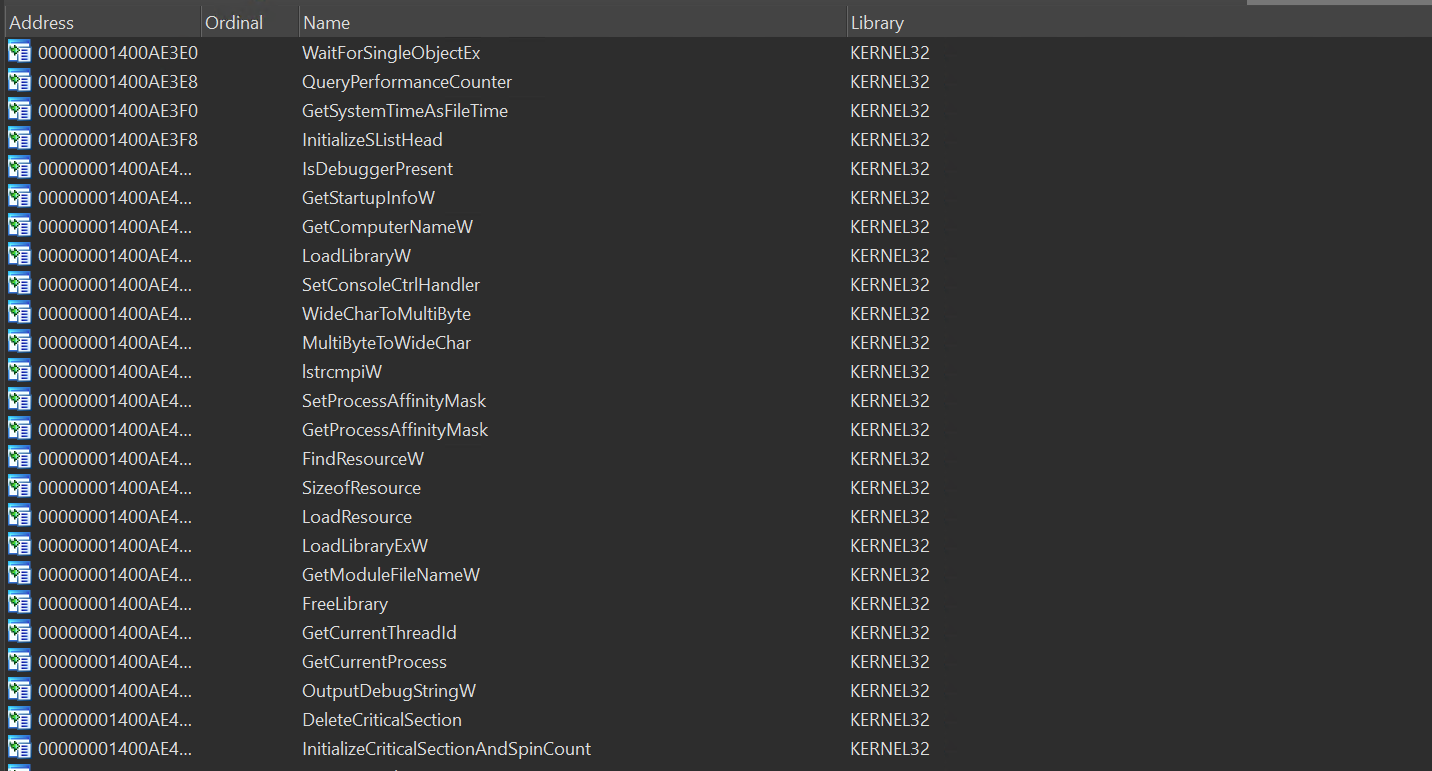 Address Ordinal Name Library
00000001400AE3E0 WaitForSingleObjectEx KERNEL32
00000001400AE3E8 QueryPerformanceCounter KERNEL32
00000001400AE3F0 GetSystemTimeAsFileTime KERNEL32
00000001400AE3F8 InitializeSListHead KERNEL32
00000001400AE4... IsDebuggerPresent KERNEL32
00000001400AE4... GetStartupInfoW KERNEL32
00000001400AE4... GetComputerNameW KERNEL32
00000001400AE4... LoadLibraryW KERNEL32
00000001400AE4... SetConsoleCtrlHandler KERNEL32
00000001400AE4... WideCharToMultiByte KERNEL32
00000001400AE4... MultiByteToWideChar KERNEL32
00000001400AE4... lstrcmpiW KERNEL32
00000001400AE4... SetProcessAffinityMask KERNEL32
00000001400AE4... GetProcessAffinityMask KERNEL32
00000001400AE4... FindResourceW KERNEL32
00000001400AE4... SizeofResource KERNEL32
00000001400AE4... LoadResource KERNEL32
00000001400AE4... LoadLibraryExW KERNEL32
00000001400AE4... GetModuleFileNameW KERNEL32
00000001400AE4... FreeLibrary KERNEL32
00000001400AE4... GetCurrentThreadId KERNEL32
00000001400AE4... GetCurrentProcess KERNEL32
00000001400AE4... OutputDebugStringW KERNEL32
00000001400AE4... DeleteCriticalSection KERNEL32
00000001400AE4... InitializeCriticalSectionAndSpinCount KERNEL32